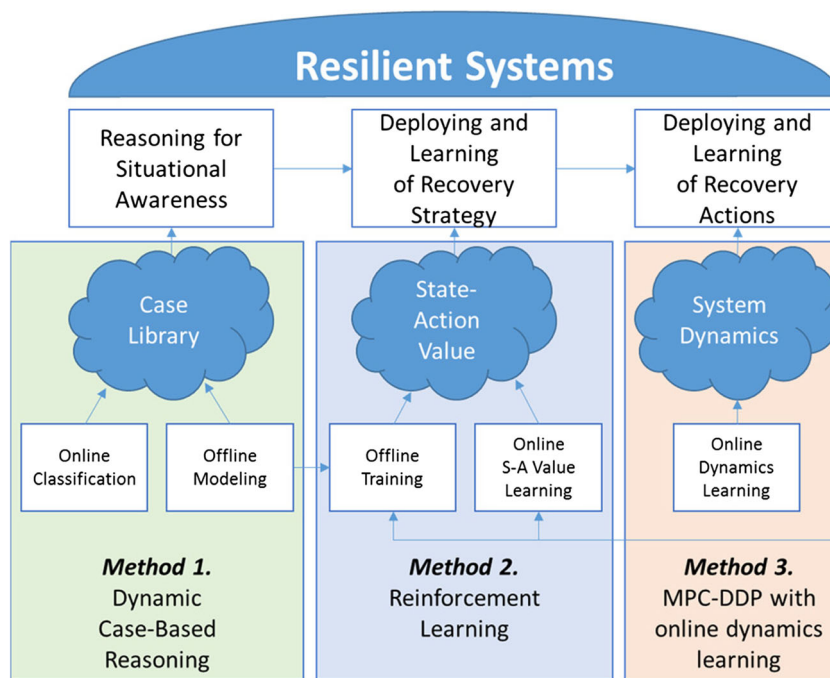 Resilient Systems
Reasoning for
Situational
Awareness
Deploying and
Learning
of Recovery
Strategy
Deploying and
Learning
of Recovery
Actions
Case
Library
State-
Action
Value
System
Dynamics
Online
Classification
Offline
Modeling
Offline
Training
Online
S-A Value
Learning
Online
Dynamics
Learning
Method 1.
Dynamic
Case-Based
Reasoning
Method 2.
Reinforcement
Learning
Method 3.
MPC-DDP with
online dynamics
learning